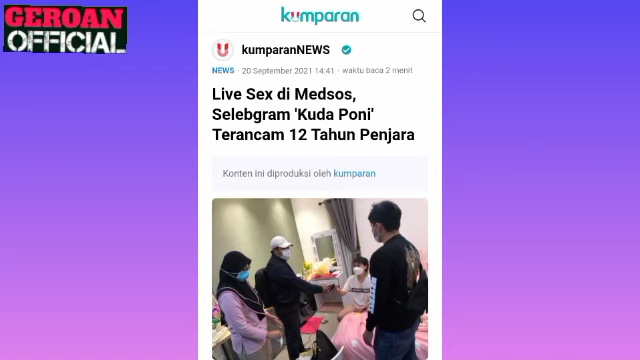 GEROAN
OFFICIAL
kumparan
kumparanNEWS
NEWS · 20 September 2021 14:41 · waktu baca 2 menit
Live Sex di Medsos,
Selebgram 'Kuda Poni'
Terancam 12 Tahun Penjara
Konten ini diproduksi oleh kumparan